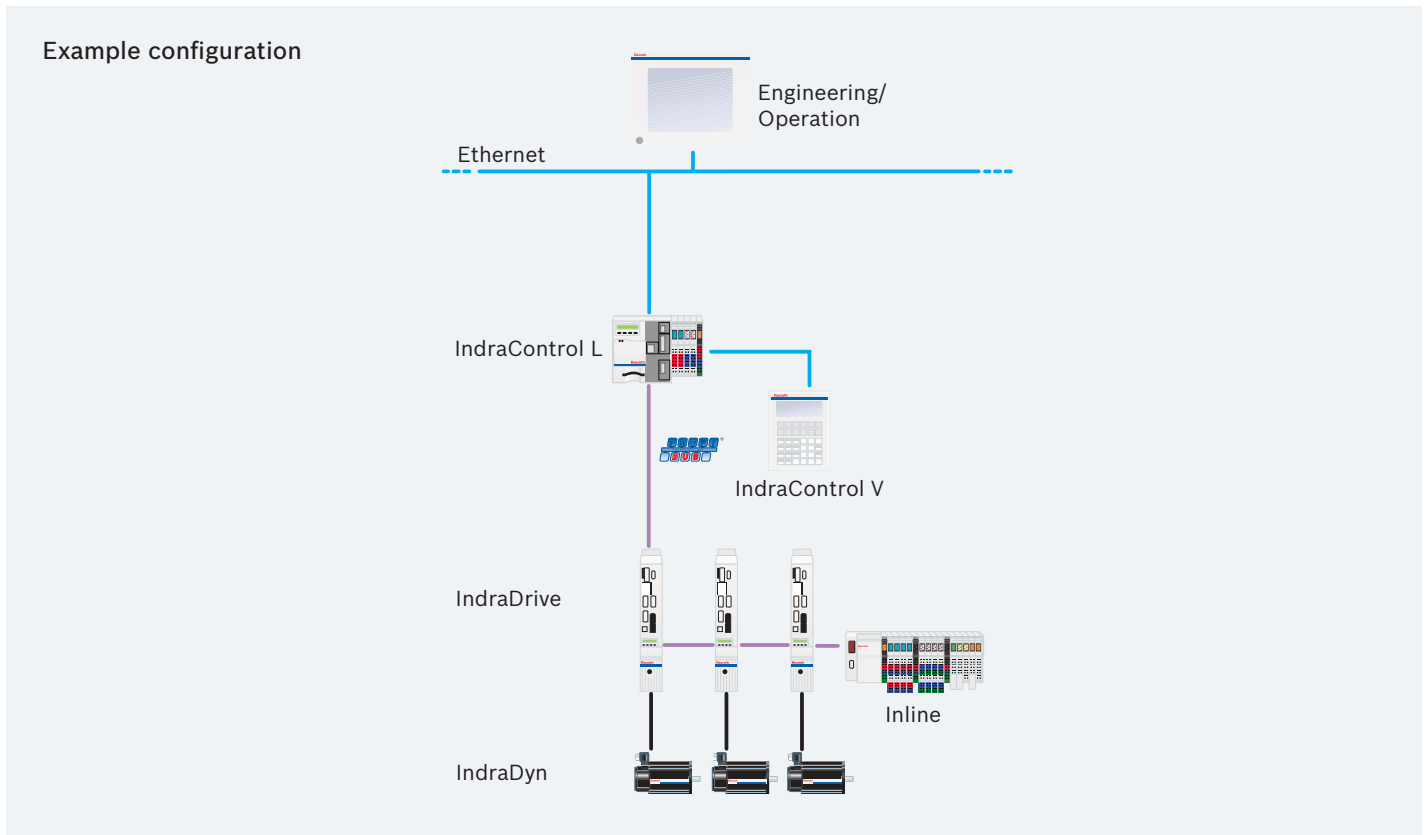 Example configuration
Engineering/
Operation
Ethernet
IndraControl L
IndraControl V
IndraDrive
Inline
IndraDyn